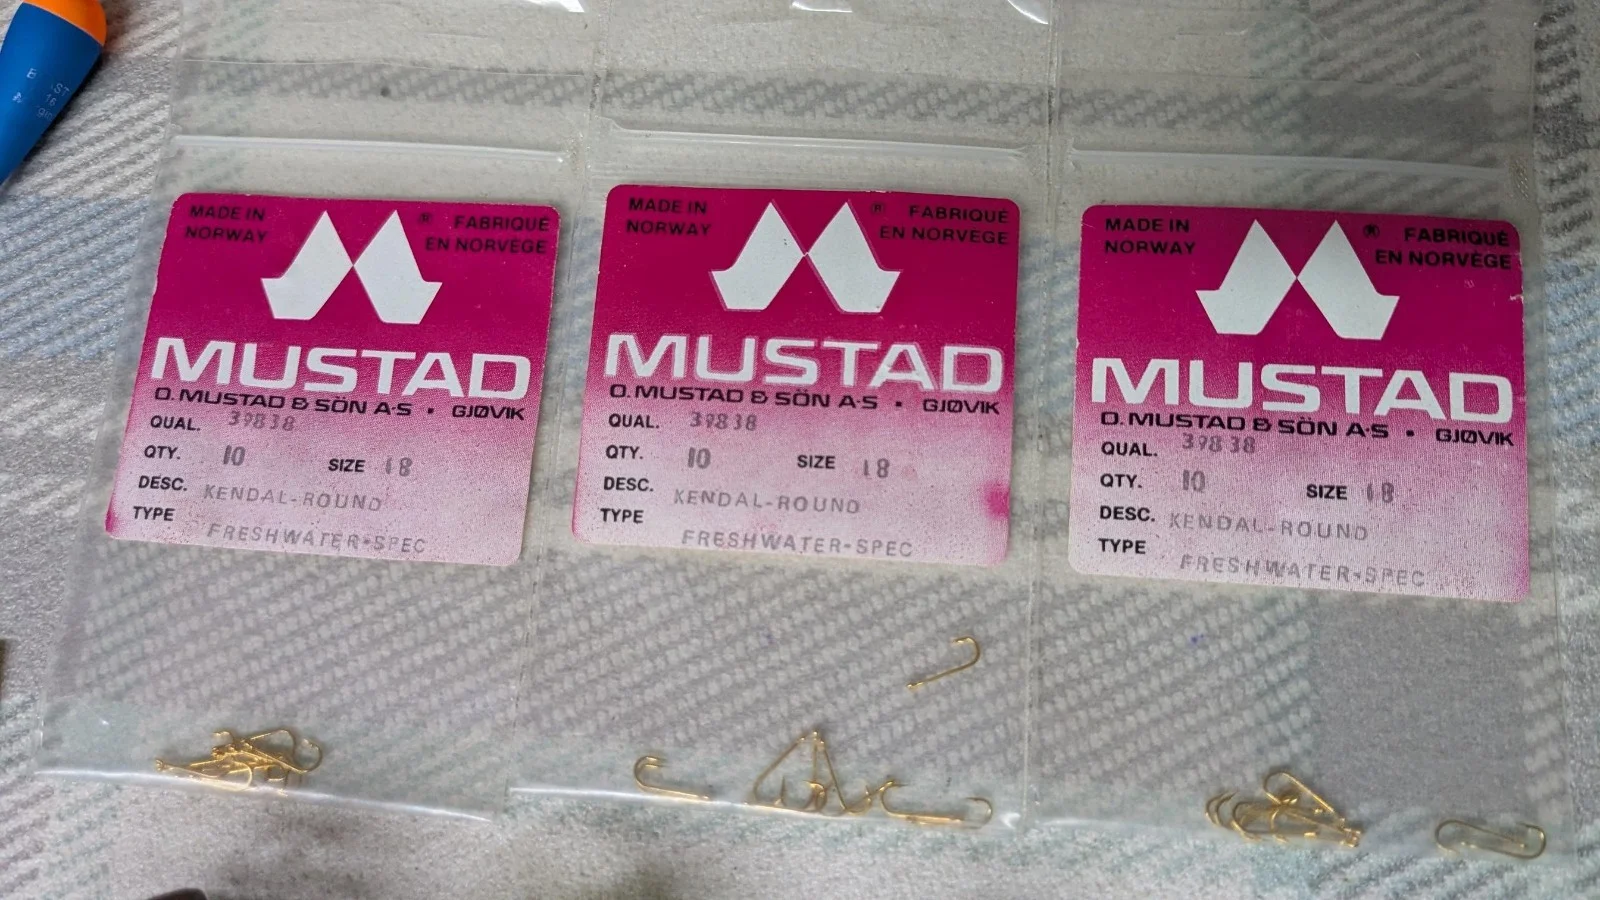 MADE IN
NORWAY
® FABRIQUÉ
EN NORVÈGE
MUSTAD
O. MUSTAD & SÖN A·S • GJØVIK
QUAL. 39838
QTY. 10 SIZE 18
DESC. KENDAL-ROUND
TYPE FRESHWATER-SPEC
MADE IN
NORWAY
® FABRIQUÉ
EN NORVÈGE
MUSTAD
O. MUSTAD & SÖN A·S • GJØVIK
QUAL. 39838
QTY. 10 SIZE 18
DESC. KENDAL-ROUND
TYPE FRESHWATER-SPEC
MADE IN
NORWAY
® FABRIQUÉ
EN NORVÈGE
MUSTAD
O. MUSTAD & SÖN A·S • GJØVIK
QUAL. 39838
QTY. 10 SIZE 18
DESC. KENDAL-ROUND
TYPE FRESHWATER-SPEC